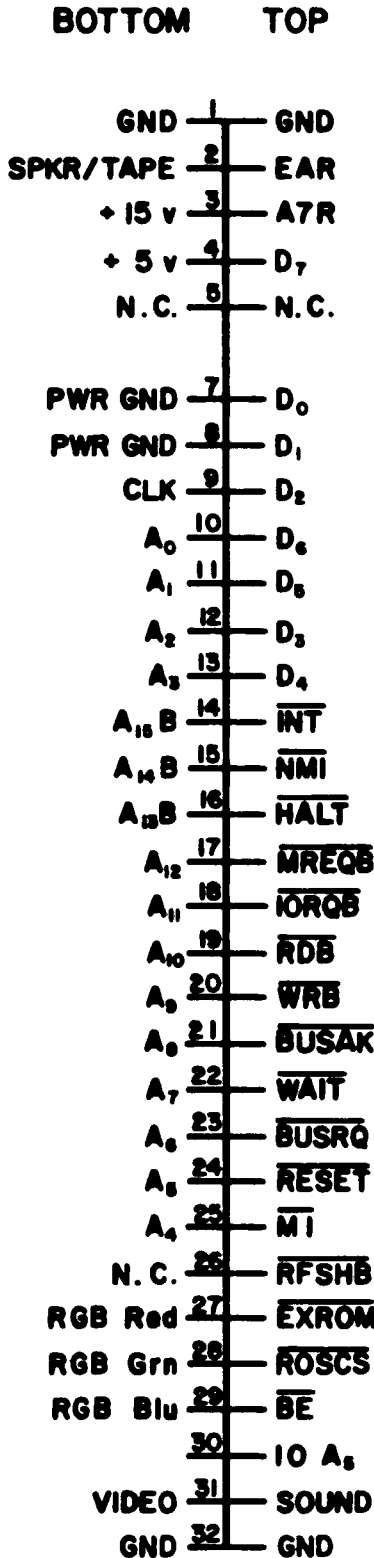 BOTTOM TOP
GND 1 GND
SPKR/TAPE 2 EAR
+ 15 v 3 A7R
+ 5 v 4 D₇
N.C. 5 N.C.
PWR GND 7 D₀
PWR GND 8 D₁
CLK 9 D₂
A₀ 10 D₆
A₁ 11 D₅
A₂ 12 D₃
A₃ 13 D₄
A₁₅B 14 INT
A₁₄B 15 NMI
A₁₃B 16 HALT
A₁₂ 17 MREQB
A₁₁ 18 IORQB
A₁₀ 19 RDB
A₉ 20 WRB
A₈ 21 BUSAK
A₇ 22 WAIT
A₆ 23 BUSRQ
A₅ 24 RESET
A₄ 25 M1
N.C. 26 RFSHB
RGB Red 27 EXROM
RGB Grn 28 ROSCS
RGB Blu 29 BE
30 IO A₅
VIDEO 31 SOUND
GND 32 GND